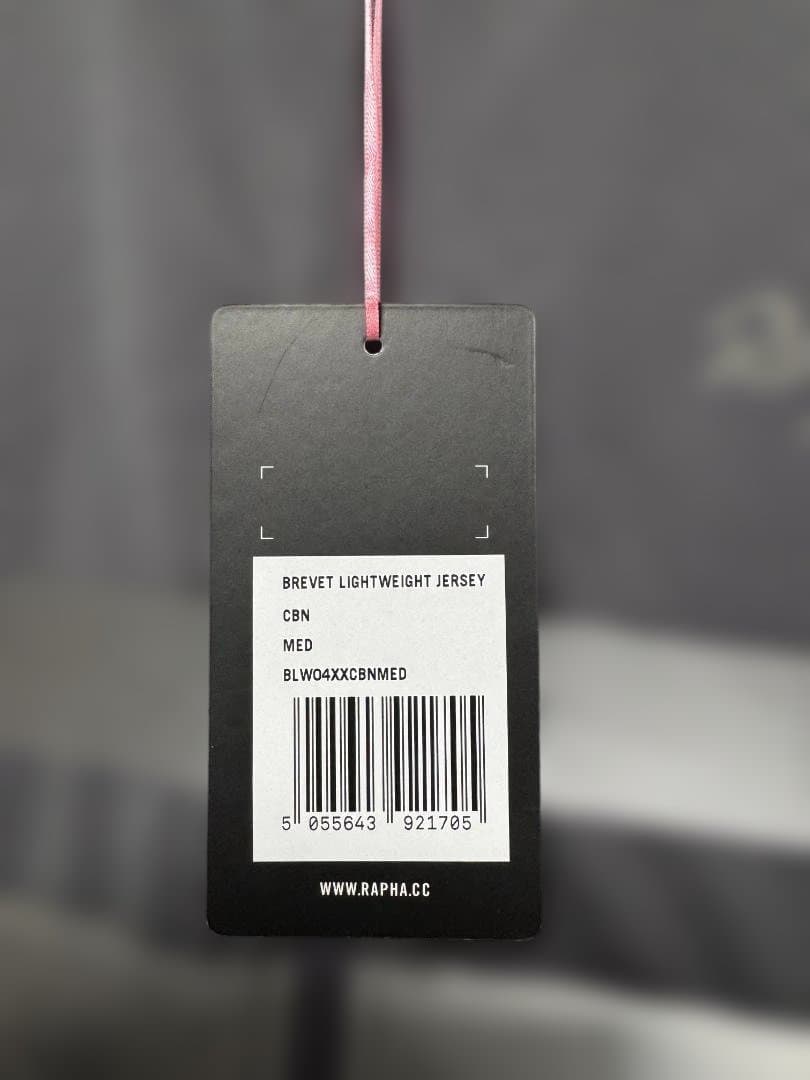 BREVET LIGHTWEIGHT JERSEY
CBN
MED
BLW04XXCBNMED
5 055643 921705
WWW.RAPHA.CC